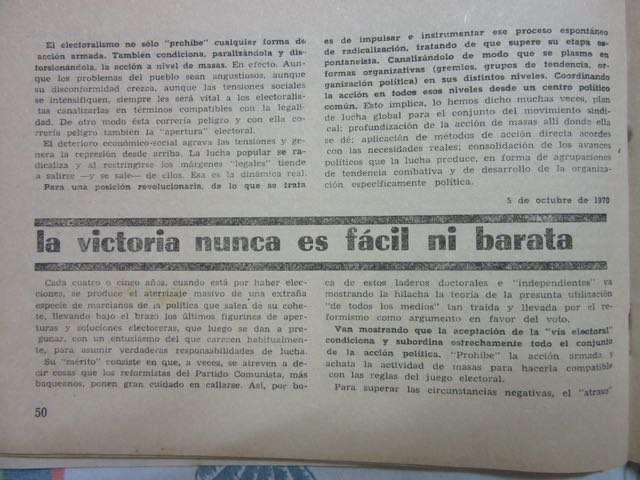 El electoralismo no sólo "prohíbe" cualquier forma de
acción armada. También condiciona, paralizándola y dis-
torsionándola, la acción a nivel de masas. En efecto. Aun-
que los problemas del pueblo sean angustiosos, aunque
su disconformidad crezca, aunque las tensiones sociales
se intensifiquen, siempre les será vital a los electoralis-
tas canalizarlas en términos compatibles con la legali-
dad. De otro modo ésta correría peligro y con ella co-
rrería peligro también la "apertura" electoral.
El deterioro económico-social agrava las tensiones y ge-
nera la represión desde arriba. La lucha popular se ra-
dicaliza y al restringirse los márgenes "legales" tiende
a salirse —y se sale— de ellos. Esa es la dinámica real.
Para una posición revolucionaria, de lo que se trata
es de impulsar e instrumentar ese proceso espontáneo
de radicalización, tratando de que supere su etapa es-
pontaneísta. Canalizándolo de modo que se plasme en
formas organizativas (gremios, grupos de tendencia, or-
ganización política) en sus distintos niveles. Coordinando
la acción en todos esos niveles desde un centro político
común. Esto implica, lo hemos dicho muchas veces, plan
de lucha global para el conjunto del movimiento sindi-
cal; profundización de la acción de masas allí donde ella
se dé; aplicación de métodos de acción directa acordes
con las necesidades reales; consolidación de los avances
políticos que la lucha produce, en forma de agrupaciones
de tendencia combativa y de desarrollo de la organiza-
ción específicamente política.
5 de octubre de 1970
la victoria nunca es fácil ni barata
Cada cuatro o cinco años, cuando está por haber elec-
ciones, se produce el aterrizaje masivo de una extraña
especie de marcianos de la política que salen de su cohe-
te, llevando bajo el brazo los últimos figurines de aper-
turas y soluciones electoreras, que luego se dan a pre-
gonar, con un entusiasmo del que carecen habitualmen-
te, para asumir verdaderas responsabilidades de lucha.
Su "mérito" consiste en que, a veces, se atreven a de-
cir cosas que los reformistas del Partido Comunista, más
baqueanos, ponen gran cuidado en callarse. Así, por bo-
ca de estos laderos ductorales e "independientes" va
mostrando la hilacha la teoría de la presunta utilización
"de todos los medios" tan traída y llevada por el re-
formismo como argumento en favor del voto.
Van mostrando que la aceptación de la "vía electoral"
condiciona y subordina estrechamente todo el conjunto
de la acción política. "Prohíbe" la acción armada y
achata la actividad de masas para hacerla compatible
con las reglas del juego electoral.
Para superar las circunstancias negativas, el "atraso"
50